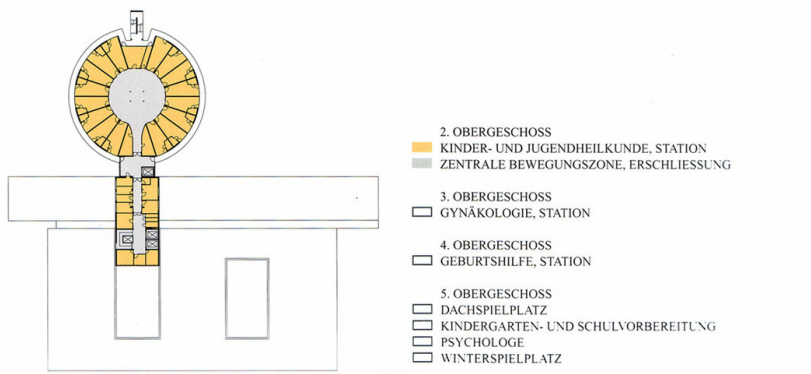 2. OBERGESCHOSS
KINDER- UND JUGENDHEILKUNDE, STATION
ZENTRALE BEWEGUNGSZONE, ERSCHLIESSUNG
3. OBERGESCHOSS
GYNÄKOLOGIE, STATION
4. OBERGESCHOSS
GEBURTSHILFE, STATION
5. OBERGESCHOSS
DACHSPIELPLATZ
KINDERGARTEN- UND SCHULVORBEREITUNG
PSYCHOLOGE
WINTERSPIELPLATZ